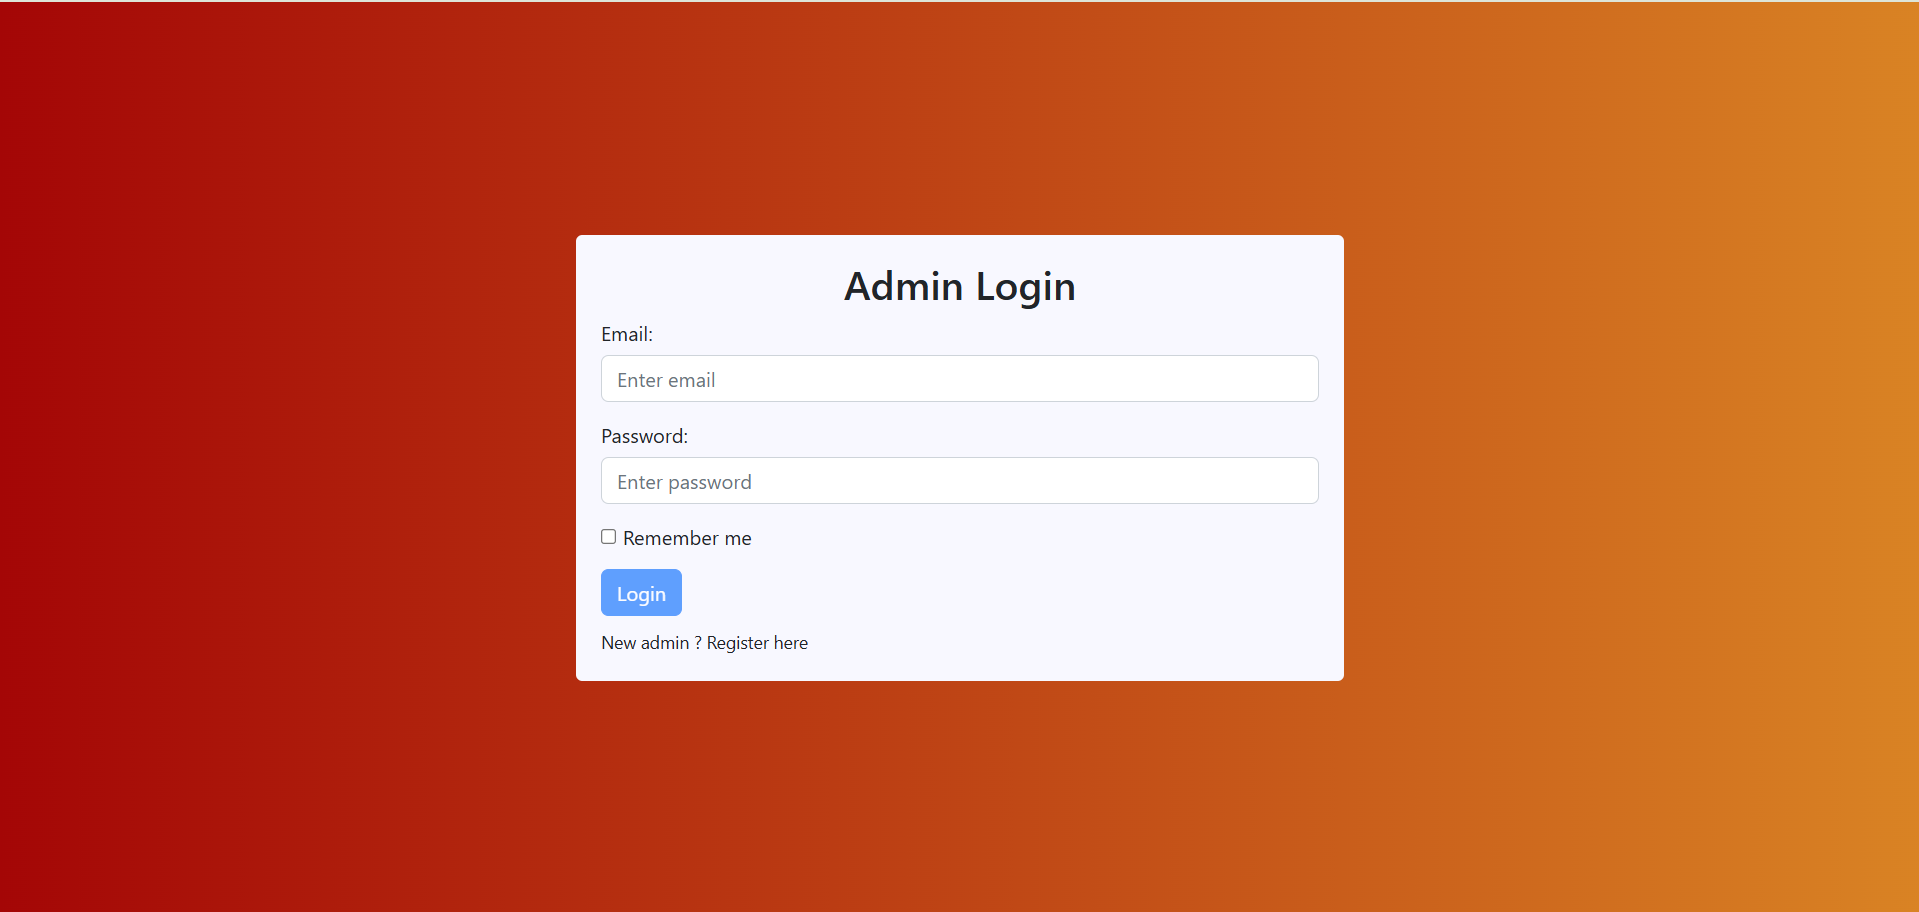 Admin Login
Email:
Enter email
Password:
Enter password
Remember me
Login
New admin ? Register here